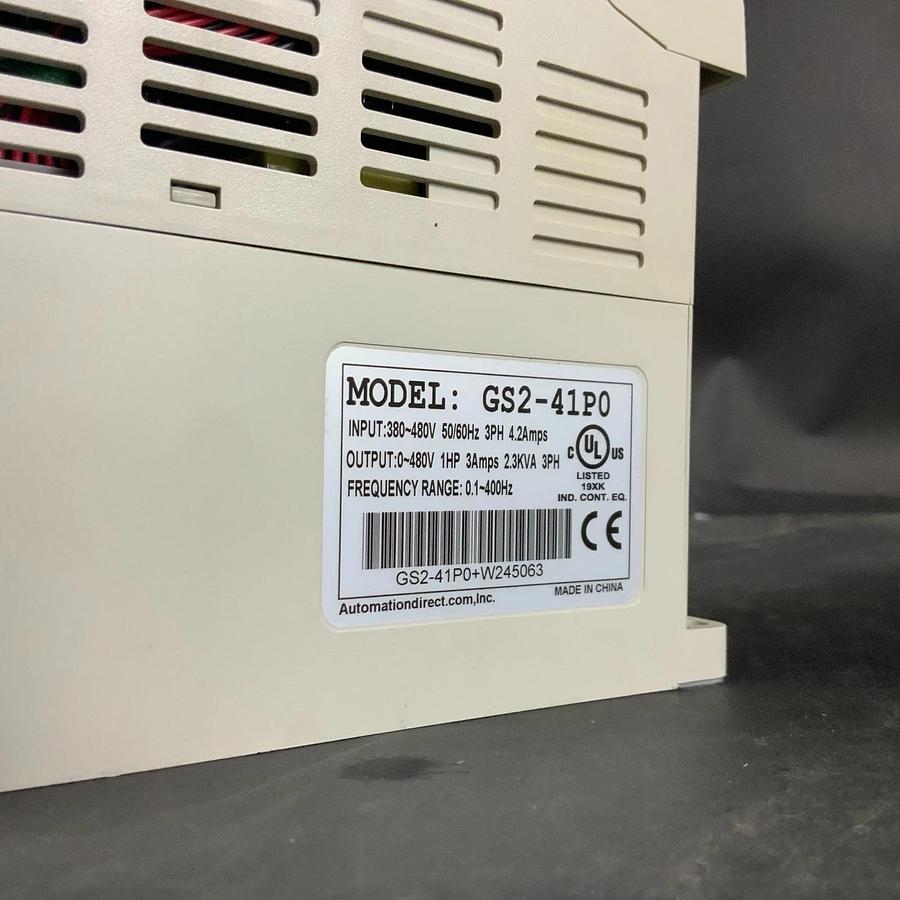 MODEL: GS2-41P0
INPUT:380~480V 50/60Hz 3PH 4.2Amps
OUTPUT:0~480V 1HP 3Amps 2.3KVA 3PH
FREQUENCY RANGE: 0.1~400Hz
C UL US
LISTED
19XK
IND. CONT. EQ.
CE
GS2-41P0+W245063
Automationdirect.com,Inc.
MADE IN CHINA